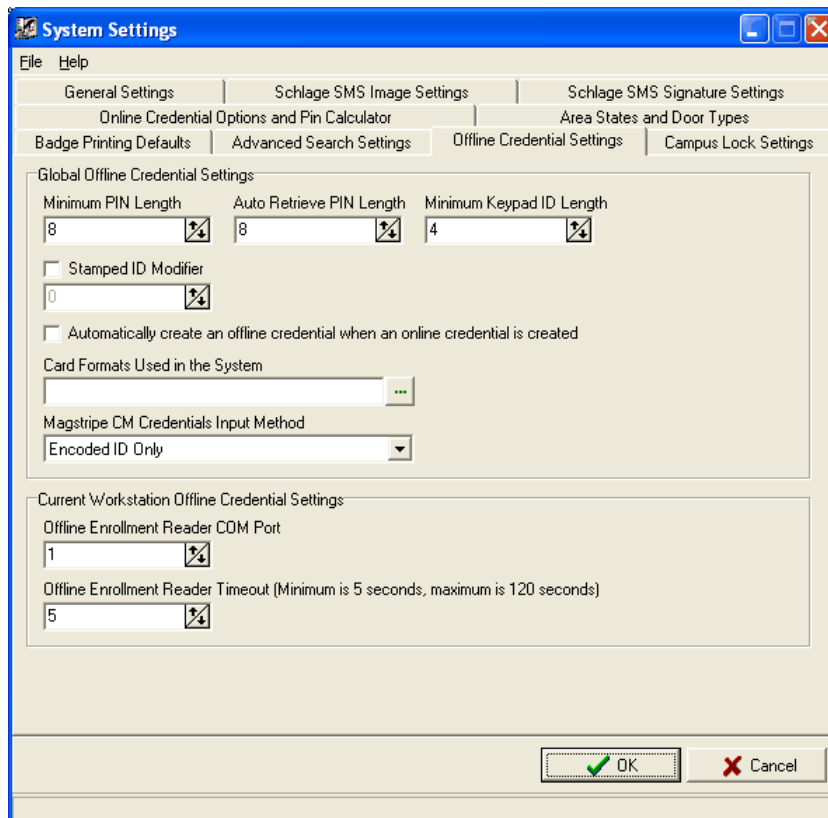 System Settings
File Help
General Settings Schlage SMS Image Settings Schlage SMS Signature Settings
Online Credential Options and Pin Calculator Area States and Door Types
Badge Printing Defaults Advanced Search Settings Offline Credential Settings Campus Lock Settings
Global Offline Credential Settings
Minimum PIN Length Auto Retrieve PIN Length Minimum Keypad ID Length
8 8 4
Stamped ID Modifier
0
Automatically create an offline credential when an online credential is created
Card Formats Used in the System
...
Magstripe CM Credentials Input Method
Encoded ID Only
Current Workstation Offline Credential Settings
Offline Enrollment Reader COM Port
1
Offline Enrollment Reader Timeout (Minimum is 5 seconds, maximum is 120 seconds)
5
OK Cancel